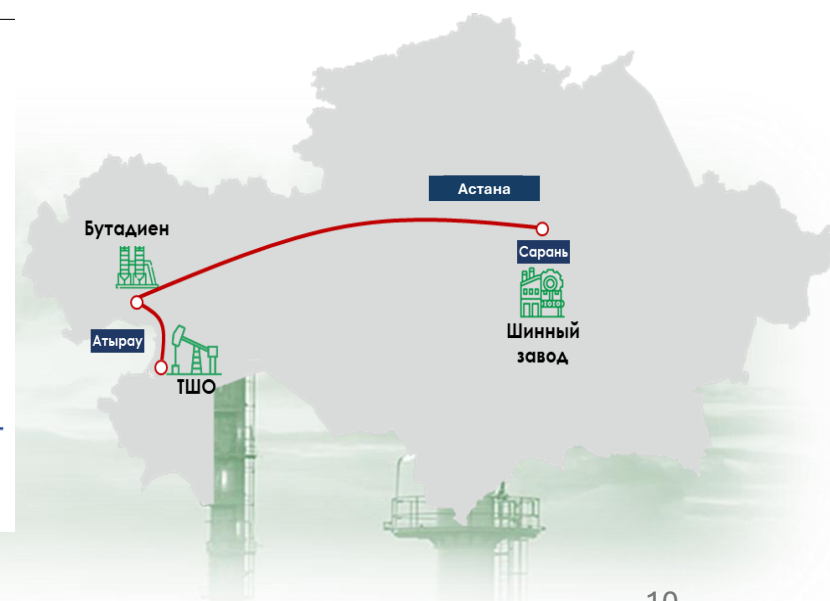 Астана
Бутадиен
Сарань
Шинный
завод
Атырау
ТШО